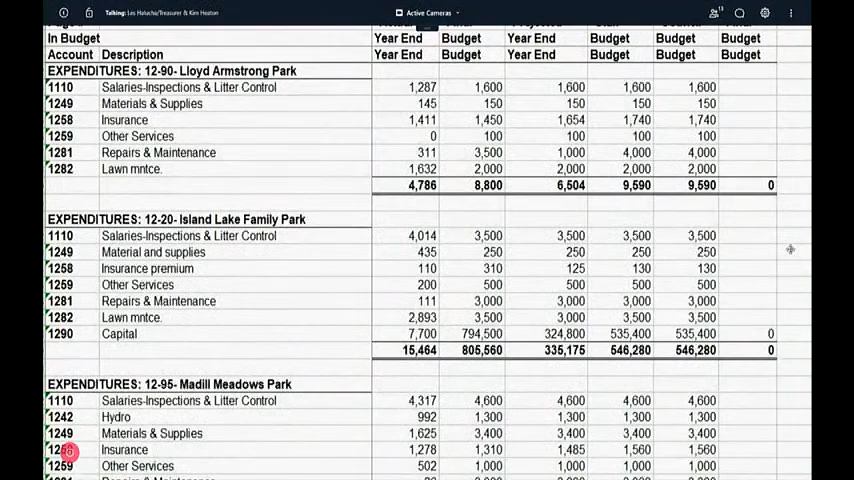 Talking: Les Halucha/Treasurer & Kim Heaton
Active Cameras
13
In Budget Year End Budget Year End Budget Budget Budget
Account Description Year End Budget Year End Budget Budget Budget
EXPENDITURES: 12-90- Lloyd Armstrong Park
1110 Salaries-Inspections & Litter Control 1,287 1,600 1,600 1,600 1,600
1249 Materials & Supplies 145 150 150 150 150
1258 Insurance 1,411 1,450 1,654 1,740 1,740
1259 Other Services 0 100 100 100 100
1281 Repairs & Maintenance 311 3,500 1,000 4,000 4,000
1282 Lawn mntce. 1,632 2,000 2,000 2,000 2,000
4,786 8,800 6,504 9,590 9,590 0
EXPENDITURES: 12-20- Island Lake Family Park
1110 Salaries-Inspections & Litter Control 4,014 3,500 3,500 3,500 3,500
1249 Material and supplies 435 250 250 250 250
1258 Insurance premium 110 310 125 130 130
1259 Other Services 200 500 500 500 500
1281 Repairs & Maintenance 111 3,000 3,000 3,000 3,000
1282 Lawn mntce. 2,893 3,500 3,000 3,500 3,500
1290 Capital 7,700 794,500 324,800 535,400 535,400 0
15,464 805,560 335,175 546,280 546,280 0
EXPENDITURES: 12-95- Madill Meadows Park
1110 Salaries-Inspections & Litter Control 4,317 4,600 4,600 4,600 4,600
1242 Hydro 992 1,300 1,300 1,300 1,300
1249 Materials & Supplies 1,625 3,400 3,400 3,400 3,400
Insurance 1,278 1,310 1,485 1,560 1,560
1259 Other Services 502 1,000 1,000 1,000 1,000